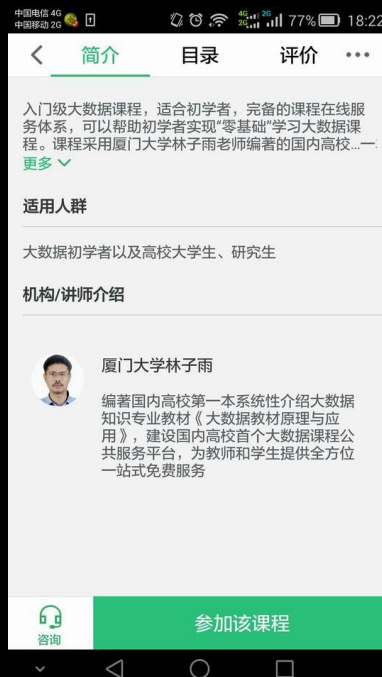 中国电信 4G
中国移动 2G
4G 2G
2G
77% 18:22
简介 目录 评价
入门级大数据课程，适合初学者，完备的课程在线服
务体系，可以帮助初学者实现“零基础”学习大数据课
程。课程采用厦门大学林子雨老师编著的国内高校...一
更多
适用人群
大数据初学者以及高校大学生、研究生
机构/讲师介绍
厦门大学林子雨
编著国内高校第一本系统性介绍大数据
知识专业教材《大数据教材原理与应
用》，建设国内高校首个大数据课程公
共服务平台，为教师和学生提供全方位
一站式免费服务
咨询
参加该课程